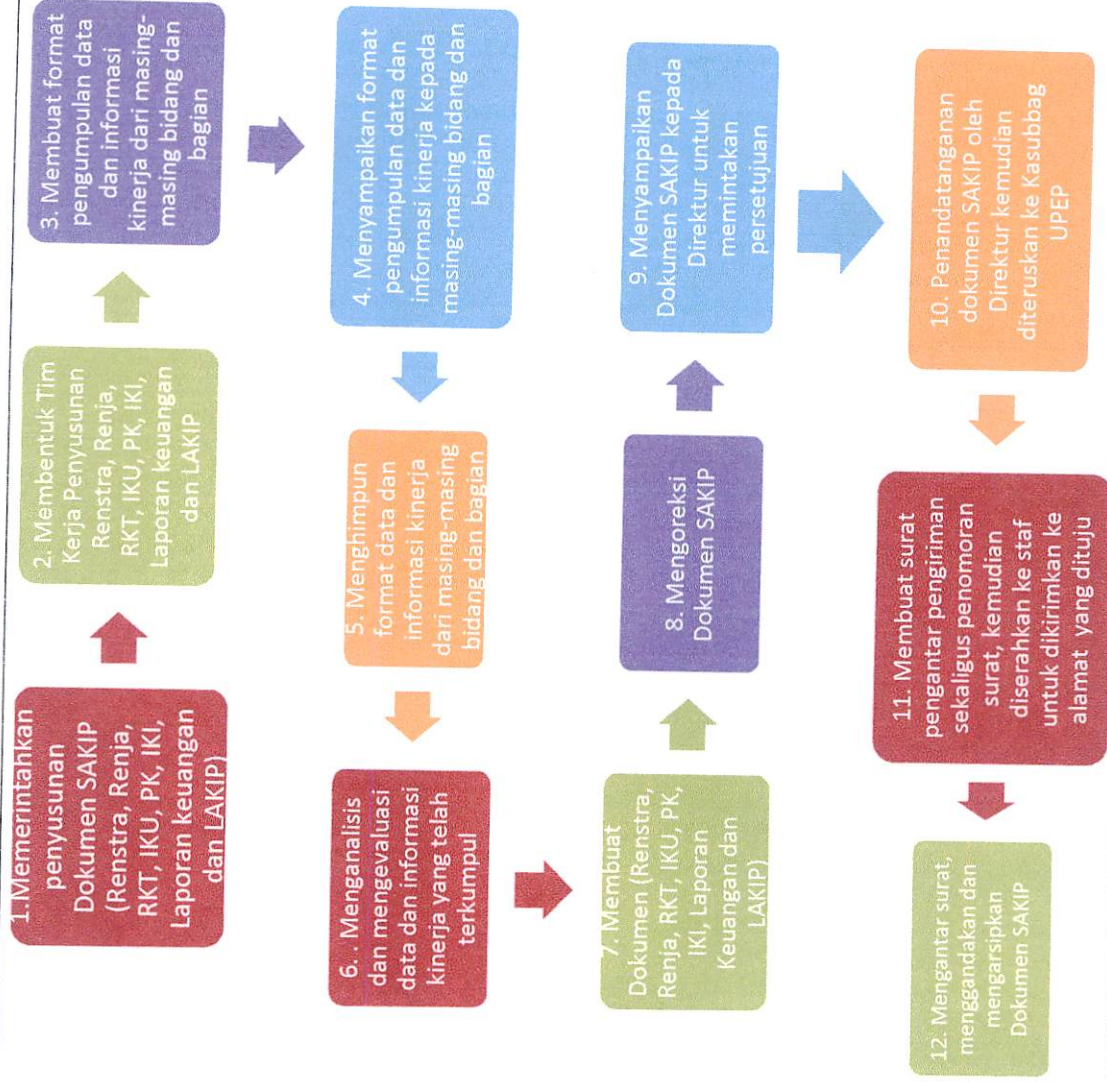 1.Memerintahkan
penyusunan
Dokumen SAKIP
(Renstra, Renja,
RKT, IKU, PK, IKI,
Laporan keuangan
dan LAKIP)
2. Membentuk Tim
Kerja Penyusunan
Renstra, Renja,
RKT, IKU, PK, IKI,
Laporan keuangan
dan LAKIP
3. Membuat format
pengumpulan data
dan informasi
kinerja dari masing-
masing bidang dan
bagian
4. Menyampaikan format
pengumpulan data dan
informasi kinerja kepada
masing-masing bidang dan
bagian
5. Menghimpun
format data dan
informasi kinerja
dari masing-masing
bidang dan bagian
6. . Menganalisis
dan mengevaluasi
data dan informasi
kinerja yang telah
terkumpul
7. Membuat
Dokumen (Renstra,
Renja, RKT, IKU, PK,
IKI, Laporan
Keuangan dan
LAKIP)
8. Mengoreksi
Dokumen SAKIP
9. Menyampaikan
Dokumen SAKIP kepada
Direktur untuk
memintakan
persetujuan
10. Penandatanganan
dokumen SAKIP oleh
Direktur kemudian
diteruskan ke Kasubbag
UPEP
11. Membuat surat
pengantar pengiriman
sekaligus penomoran
surat, kemudian
diserahkan ke staf
untuk dikirimkan ke
alamat yang dituju
12. Mengantar surat,
menggandakan dan
mengarsipkan
Dokumen SAKIP